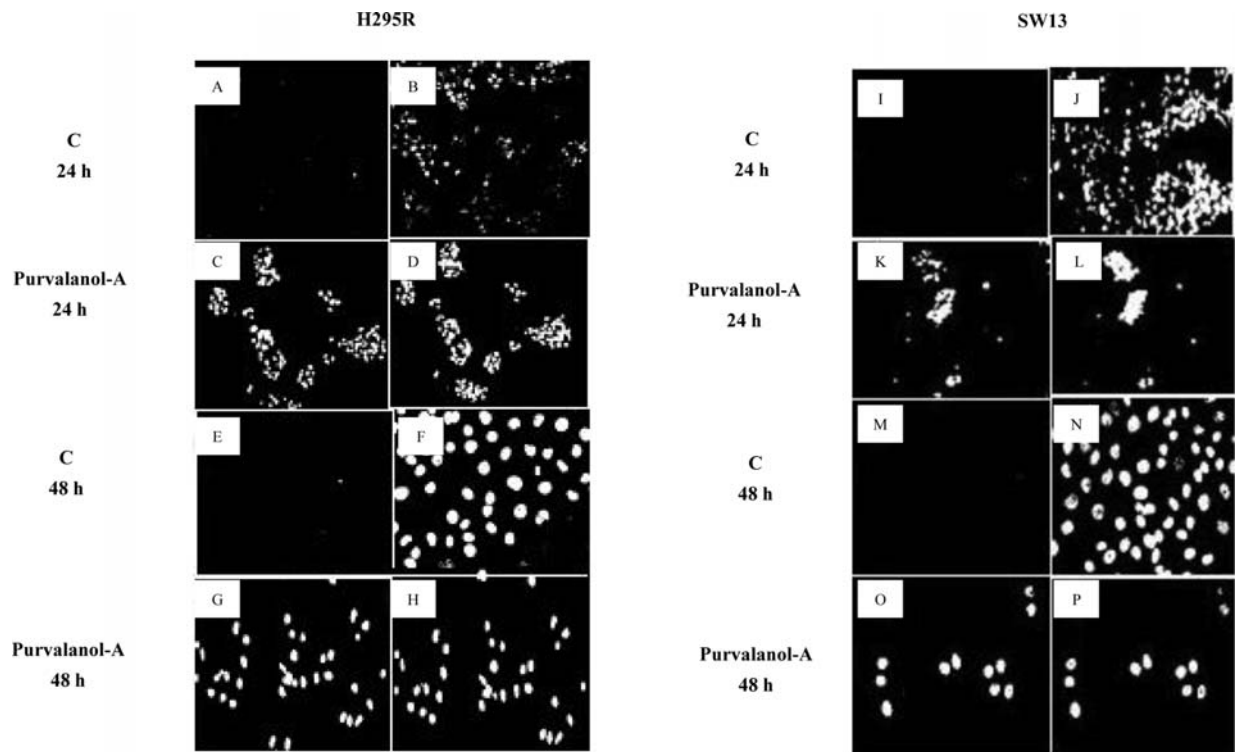 H295R
SW13
A
B
C
24 h
C
D
Purvalanol-A
24 h
E
F
C
48 h
G
H
Purvalanol-A
48 h
I
J
C
24 h
K
L
Purvalanol-A
24 h
M
N
C
48 h
O
P
Purvalanol-A
48 h